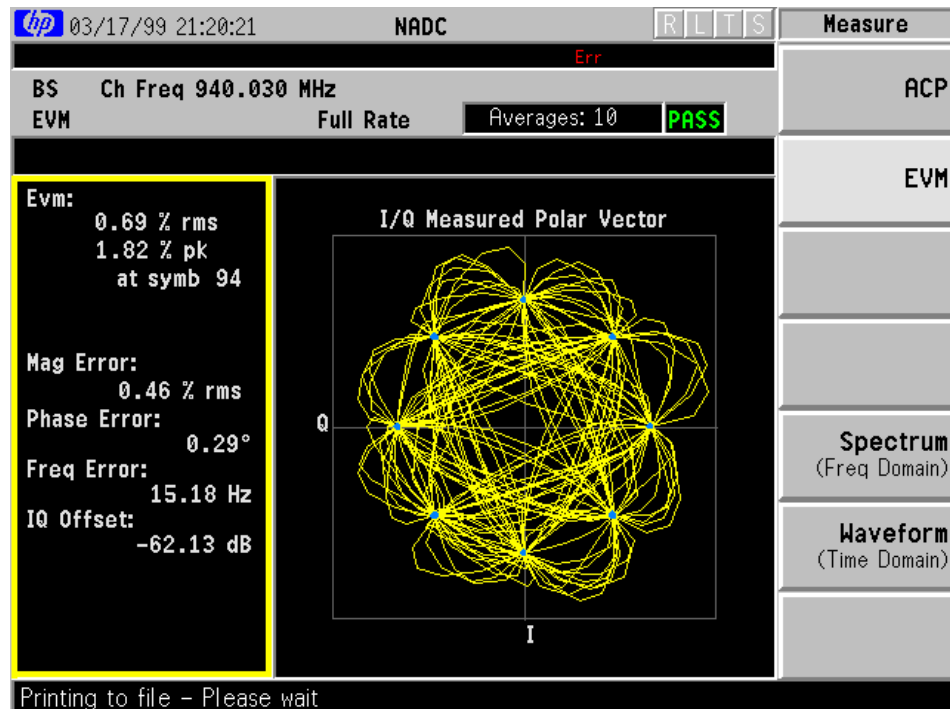 hp 03/17/99 21:20:21 NADC R L T S Measure
Err
BS Ch Freq 940.030 MHz
EVM Full Rate Averages: 10 PASS
ACP
EVM
Spectrum
(Freq Domain)
Waveform
(Time Domain)
Evm:
0.69 % rms
1.82 % pk
at symb 94
Mag Error:
0.46 % rms
Phase Error:
0.29°
Freq Error:
15.18 Hz
IQ Offset:
-62.13 dB
I/Q Measured Polar Vector
Q
I
Printing to file - Please wait